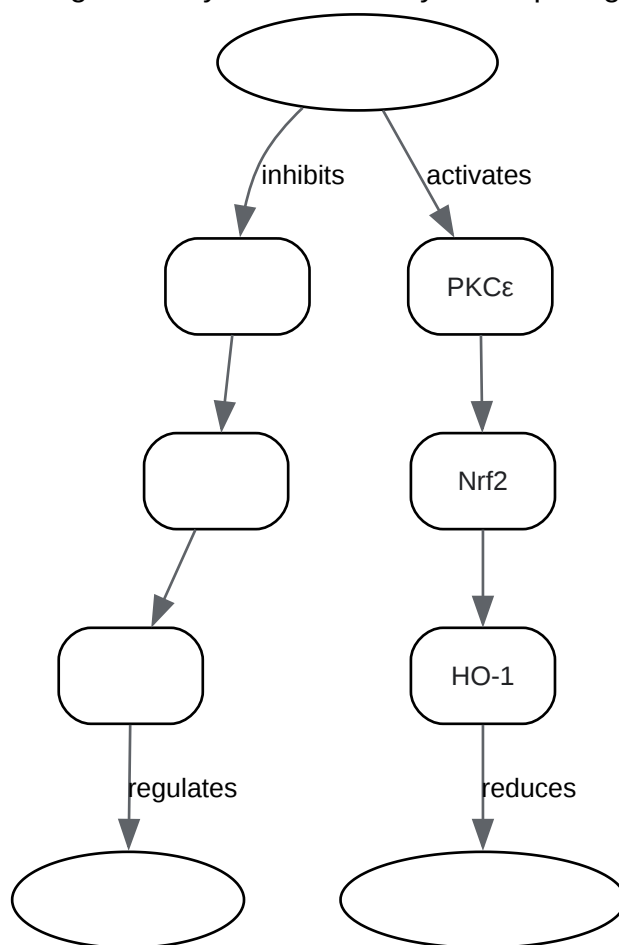 inhibits
activates
PKCε
Nrf2
HO-1
regulates
reduces